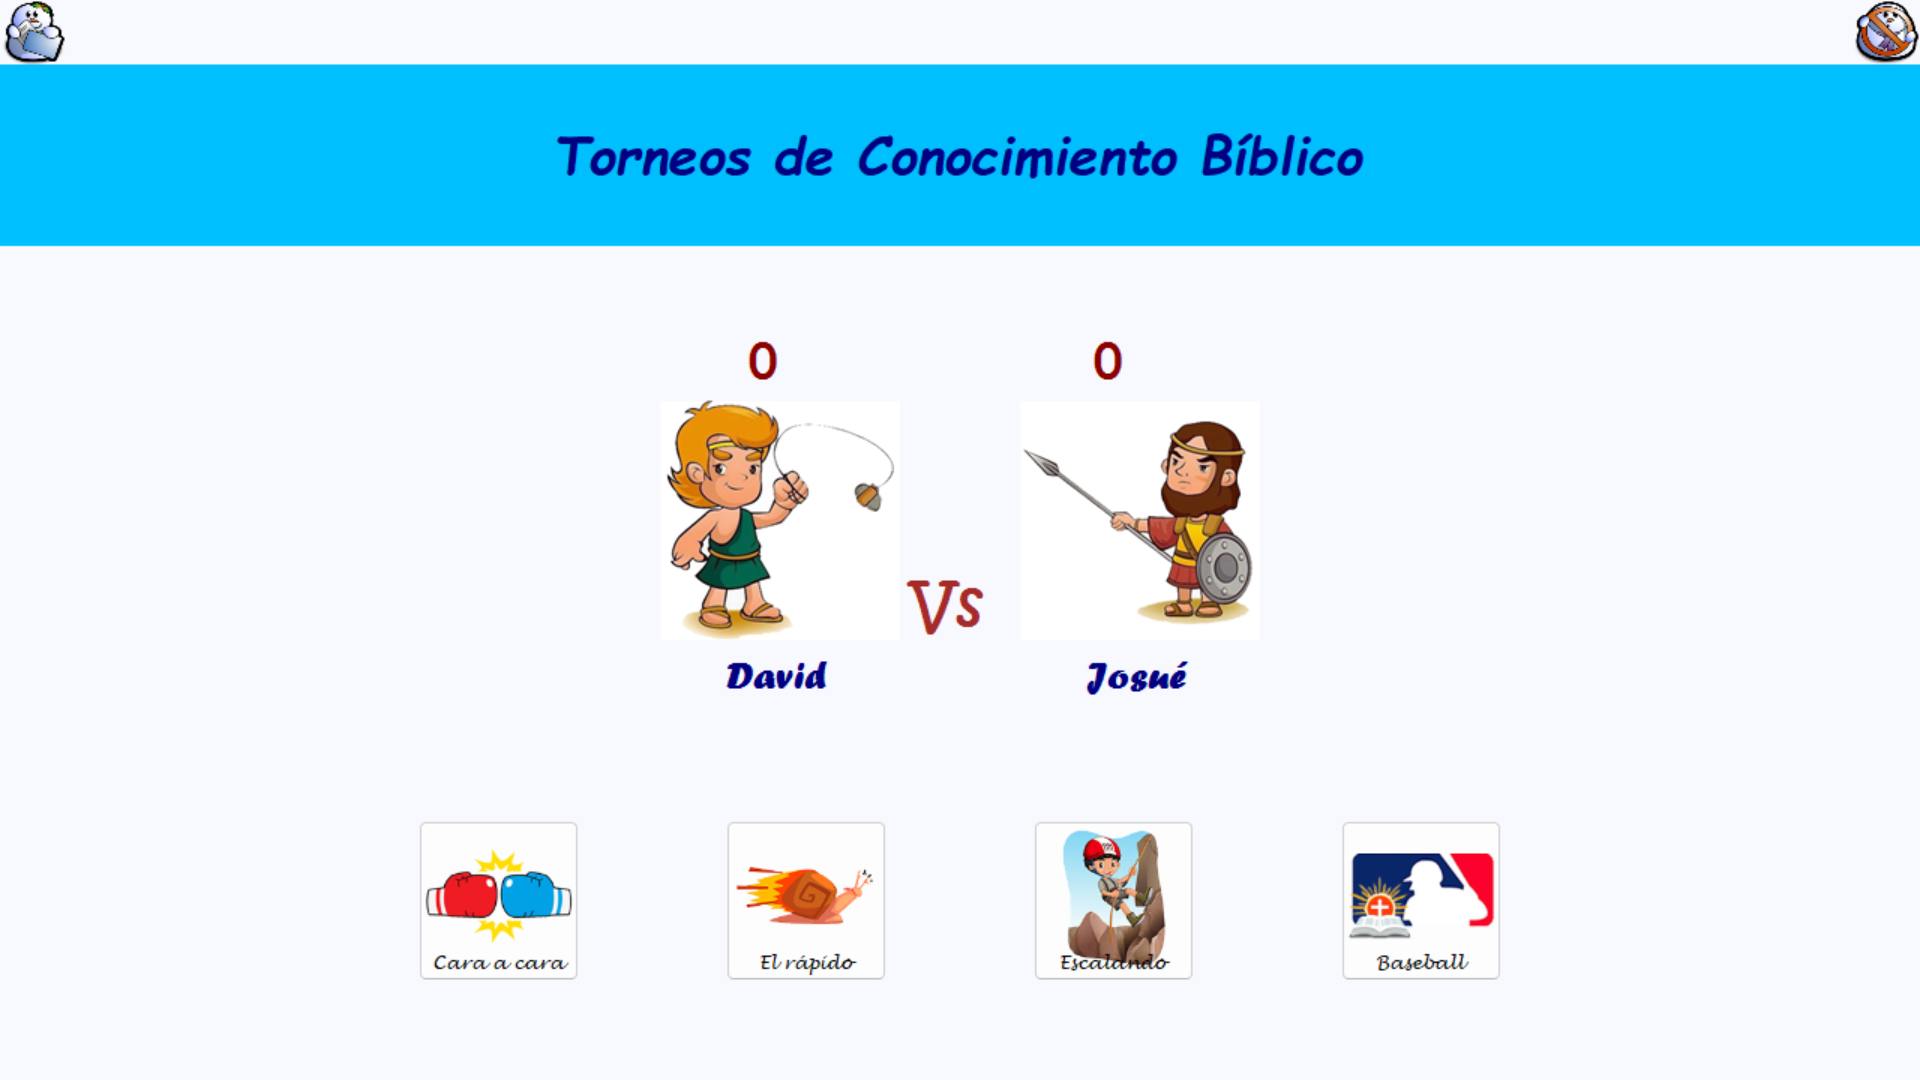 Torneos de Conocimiento Bíblico
0 0
Vs
David Josué
Cara a cara El rápido Escalando Baseball